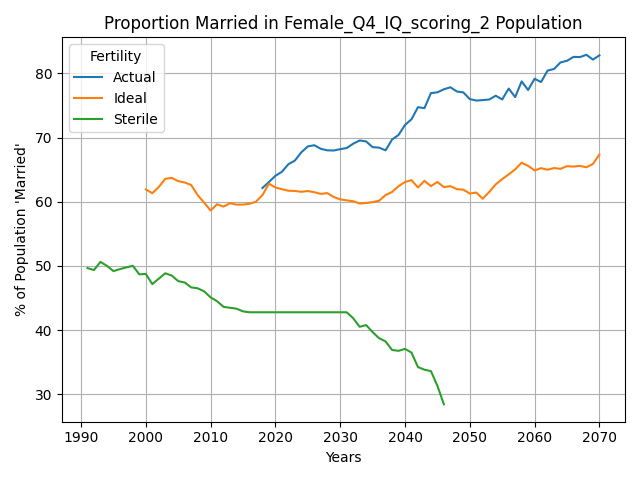 Proportion Married in Female_Q4_IQ_scoring_2 Population
Fertility
Actual
Ideal
Sterile
% of Population 'Married'
80
70
60
50
40
30
1990 2000 2010 2020 2030 2040 2050 2060 2070
Years